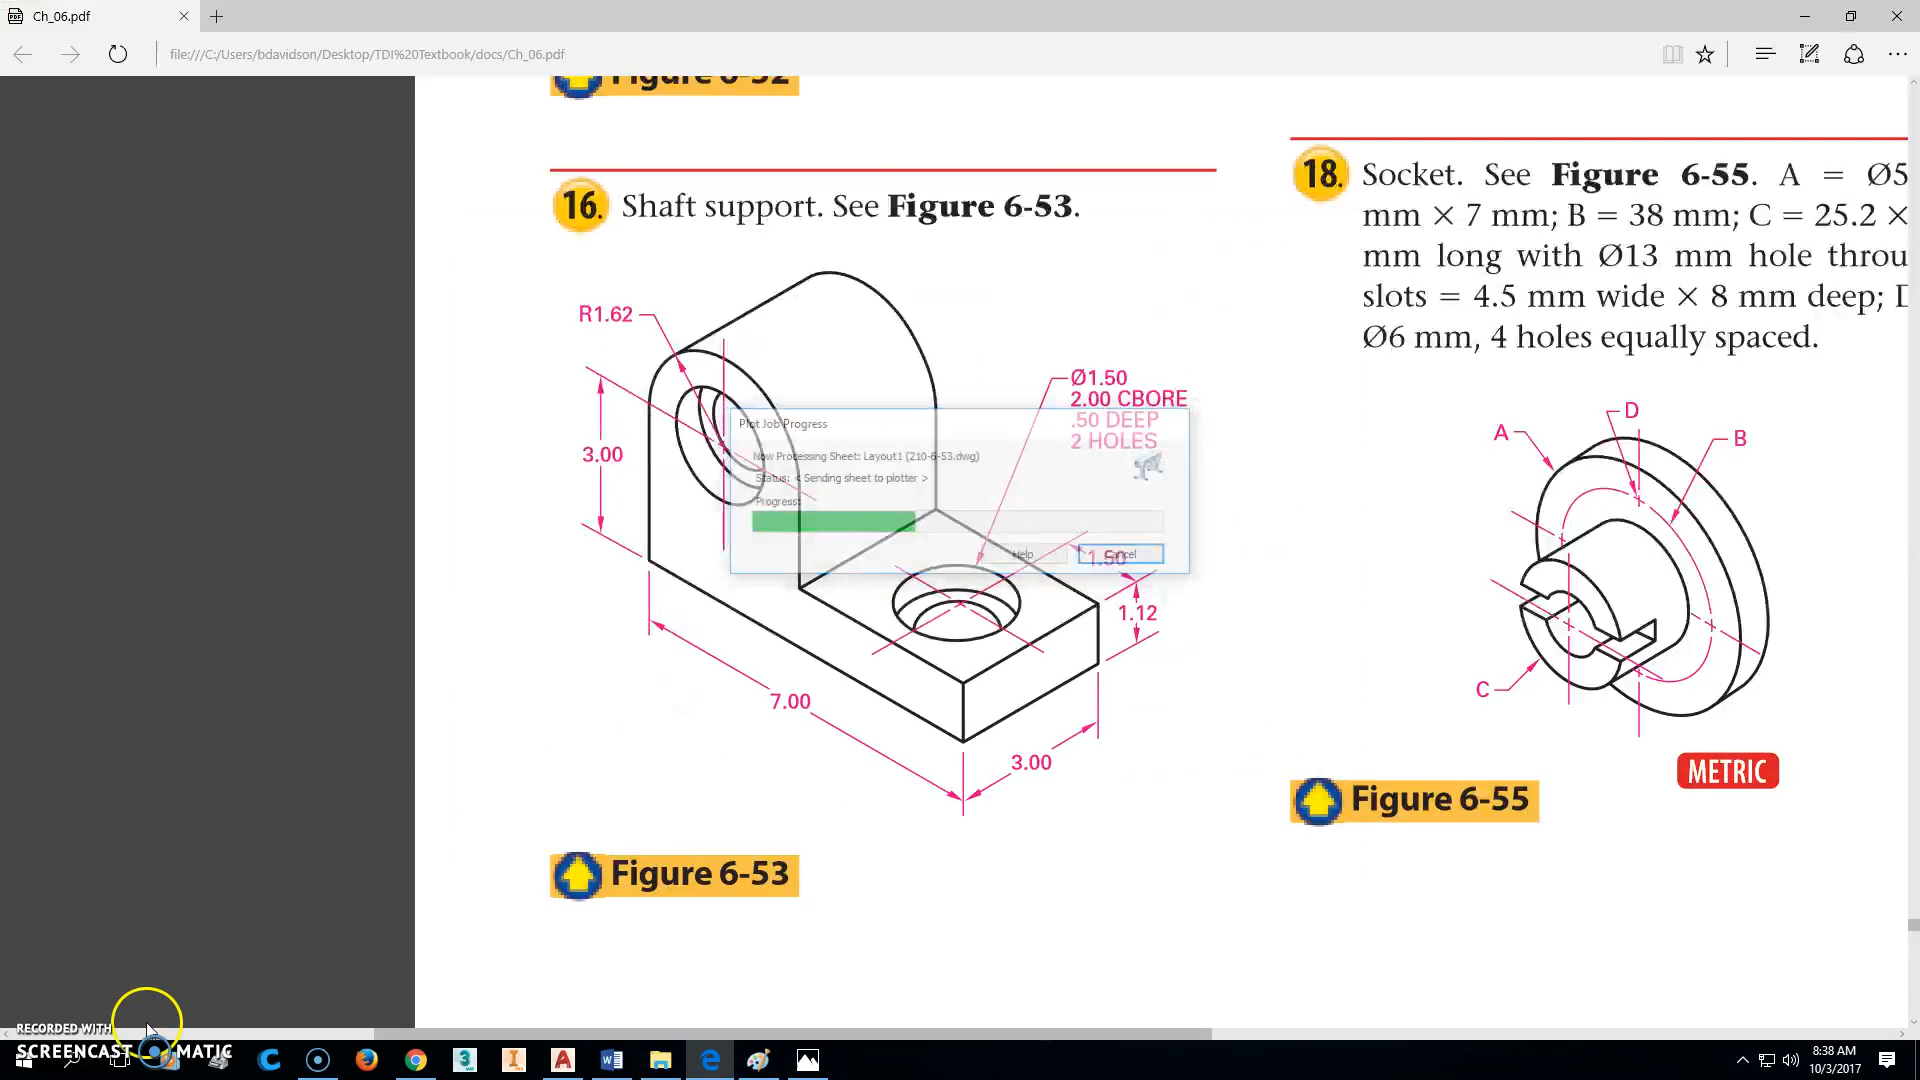 Ch_06.pdf
file:///C:/Users/bdavidson/Desktop/TDI%20Textbook/docs/Ch_06.pdf
Figure 6-52
16. Shaft support. See Figure 6-53.
R1.62
3.00
Ø1.50
2.00 CBORE
.50 DEEP
2 HOLES
Plot Job Progress
Now Processing Sheet: Layout1 (210-6-53.dwg)
Status: < Sending sheet to plotter >
Progress:
Help
Cancel
1.50
1.12
7.00
3.00
Figure 6-53
18. Socket. See Figure 6-55. A = Ø5
mm × 7 mm; B = 38 mm; C = 25.2 ×
mm long with Ø13 mm hole throu
slots = 4.5 mm wide × 8 mm deep; D
Ø6 mm, 4 holes equally spaced.
A
D
B
C
METRIC
Figure 6-55
RECORDED WITH
SCREENCAST MATIC
8:38 AM
10/3/2017